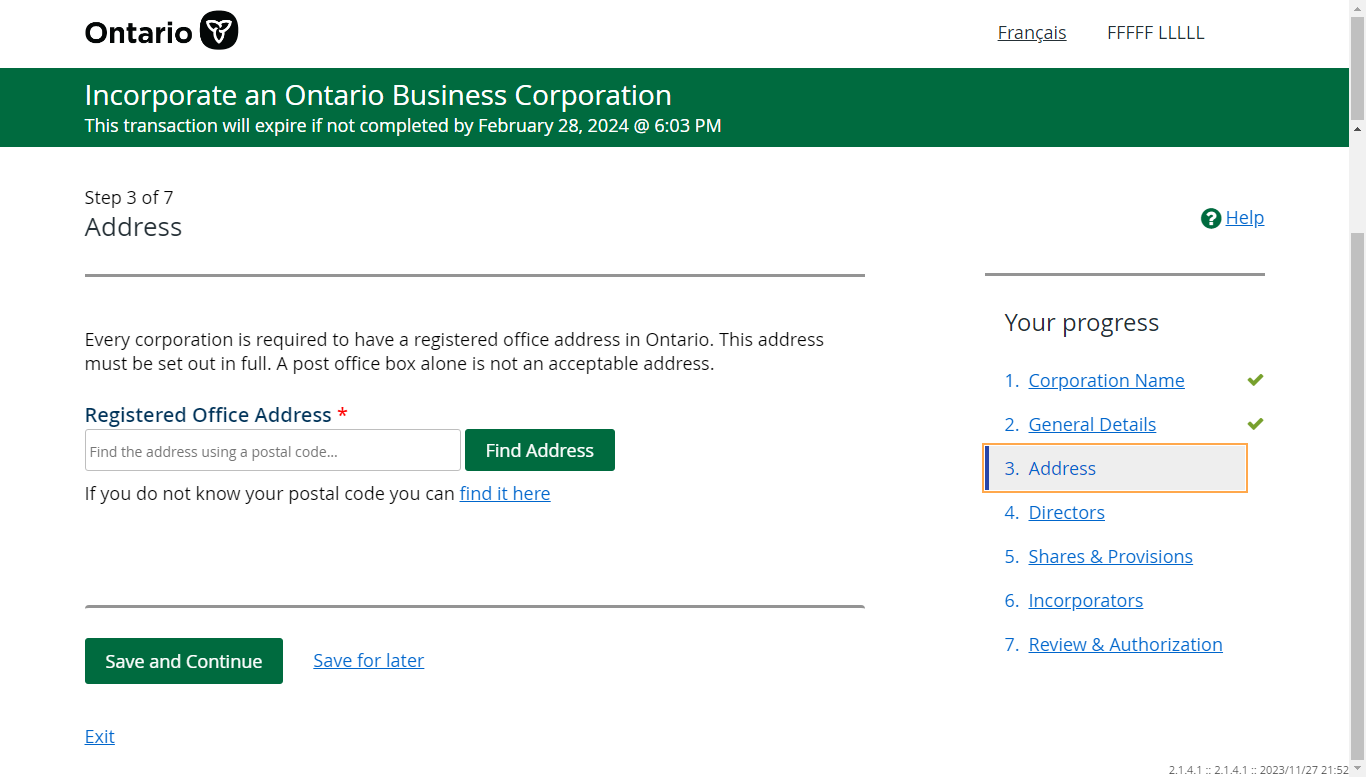 Ontario
Français FFFFF LLLLL
Incorporate an Ontario Business Corporation
This transaction will expire if not completed by February 28, 2024 @ 6:03 PM
Step 3 of 7
Address
? Help
Every corporation is required to have a registered office address in Ontario. This address
must be set out in full. A post office box alone is not an acceptable address.
Registered Office Address *
Find the address using a postal code...
Find Address
If you do not know your postal code you can find it here
Save and Continue
Save for later
Exit
Your progress
1. Corporation Name
2. General Details
3. Address
4. Directors
5. Shares & Provisions
6. Incorporators
7. Review & Authorization
2.1.4.1 :: 2.1.4.1 :: 2023/11/27 21:52